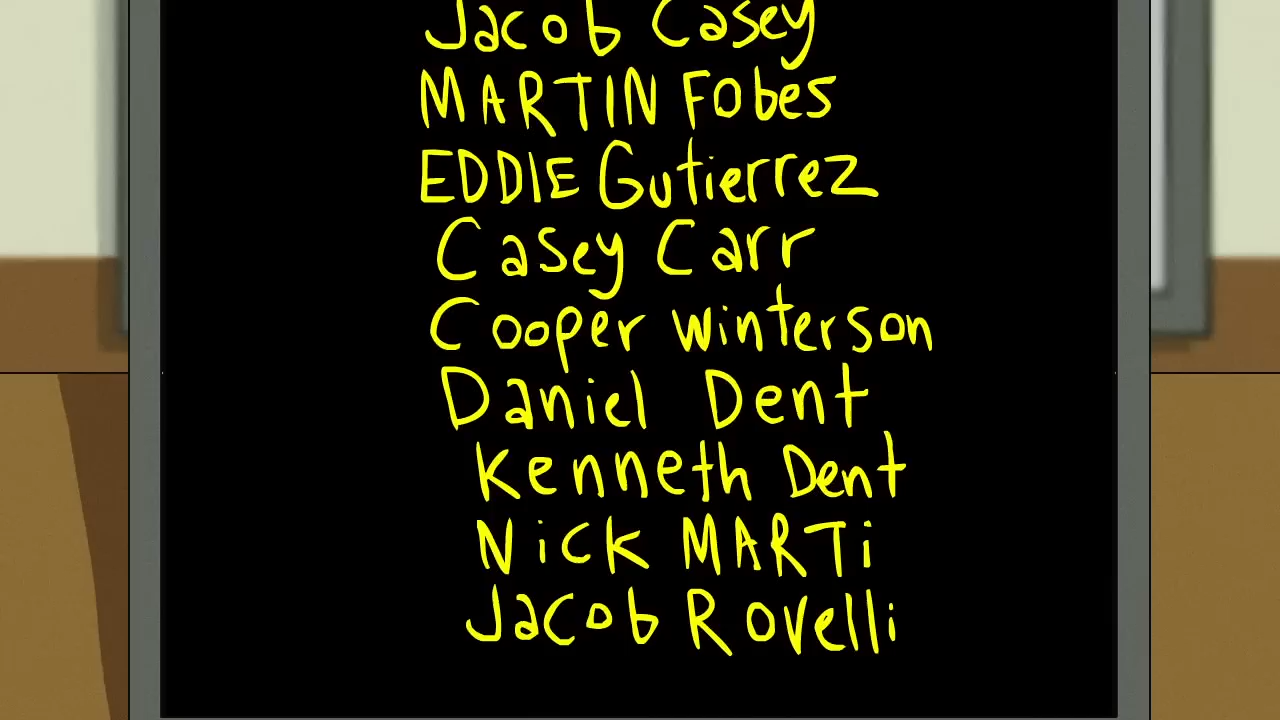 Jacob Casey
MARTIN Fobes
EDDIE Gutierrez
Casey Carr
Cooper Winterson
Daniel Dent
Kenneth Dent
NiCK MARTi
Jacob Rovelli